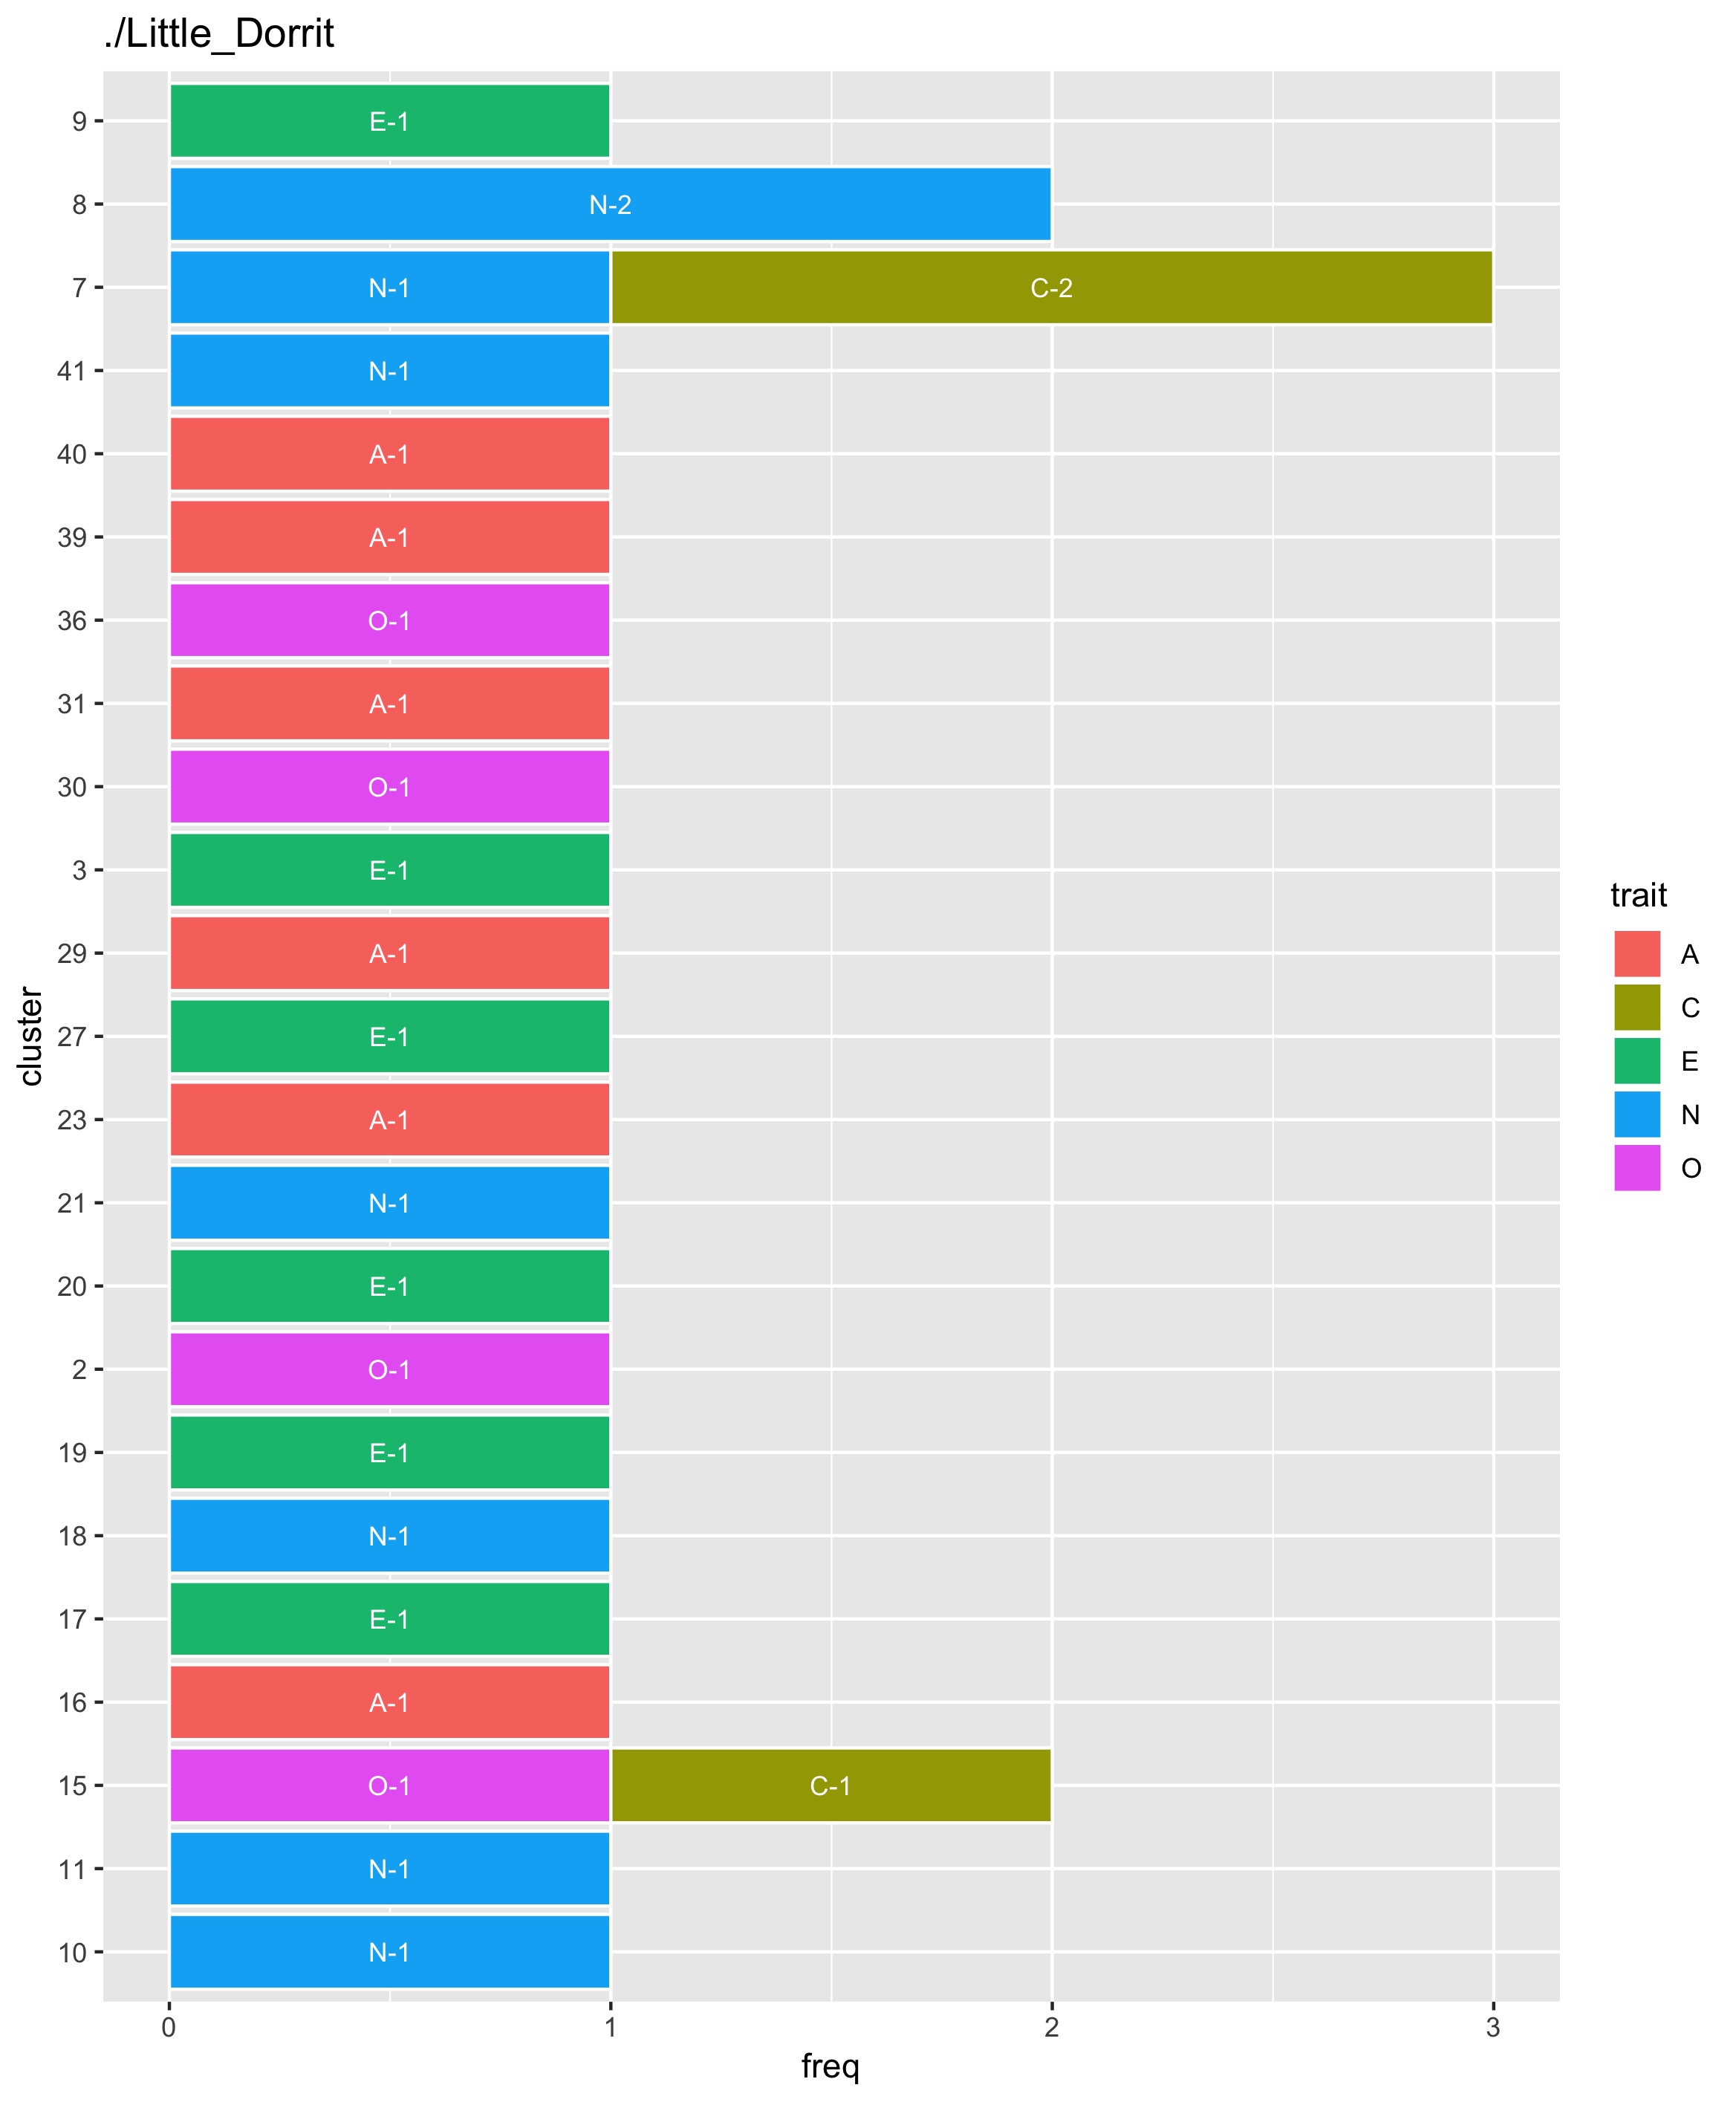 ./Little_Dorrit
9 E-1
8 N-2
7 N-1 C-2
41 N-1
40 A-1
39 A-1
36 O-1
31 A-1
30 O-1
3 E-1
29 A-1
27 E-1
23 A-1
21 N-1
20 E-1
2 O-1
19 E-1
18 N-1
17 E-1
16 A-1
15 O-1 C-1
11 N-1
10 N-1
0 1 2 3
freq
cluster
trait
A
C
E
N
O